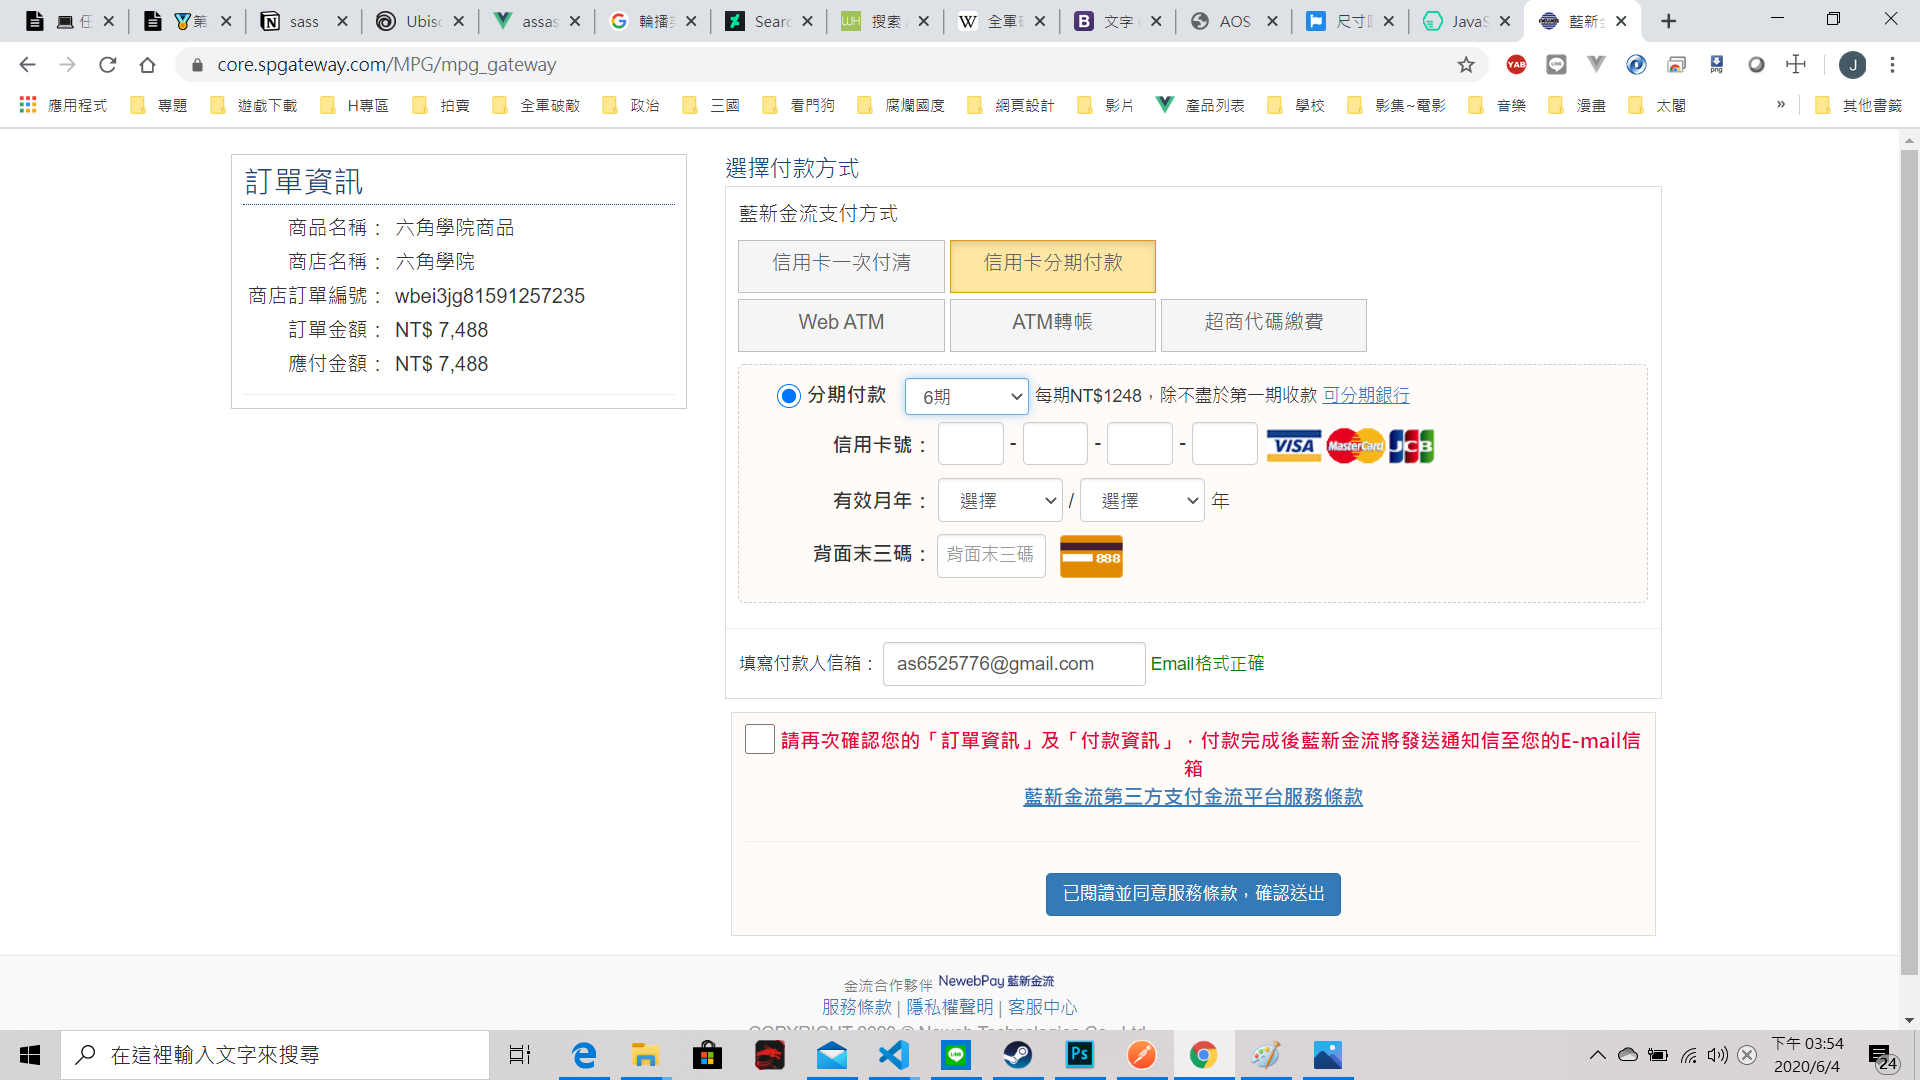 任
第
sass
Ubisc
assas
輪播
Searc
搜索
全軍
文字
AOS
尺寸
JavaS
藍新
core.spgateway.com/MPG/mpg_gateway
YAB
J
應用程式
專題
遊戲下載
H專區
拍賣
全軍破敵
政治
三國
看門狗
腐爛國度
網頁設計
影片
產品列表
學校
影集~電影
音樂
漫畫
太閣
»
其他書籤
訂單資訊
商品名稱： 六角學院商品
商店名稱： 六角學院
商店訂單編號： wbei3jg81591257235
訂單金額： NT$ 7,488
應付金額： NT$ 7,488
選擇付款方式
藍新金流支付方式
信用卡一次付清
信用卡分期付款
Web ATM
ATM轉帳
超商代碼繳費
分期付款 6期 每期NT$1248，除不盡於第一期收款 可分期銀行
信用卡號： - - - VISA MasterCard JCB
有效月年： 選擇 / 選擇 年
背面末三碼： 背面末三碼 888
填寫付款人信箱： as6525776@gmail.com Email格式正確
請再次確認您的「訂單資訊」及「付款資訊」，付款完成後藍新金流將發送通知信至您的E-mail信
箱
藍新金流第三方支付金流平台服務條款
已閱讀並同意服務條款，確認送出
金流合作夥伴 NewebPay 藍新金流
服務條款 | 隱私權聲明 | 客服中心
COPYRIGHT 2020 © Neweb Technologies Co., Ltd.
在這裡輸入文字來搜尋
Ps
下午 03:54
2020/6/4
24